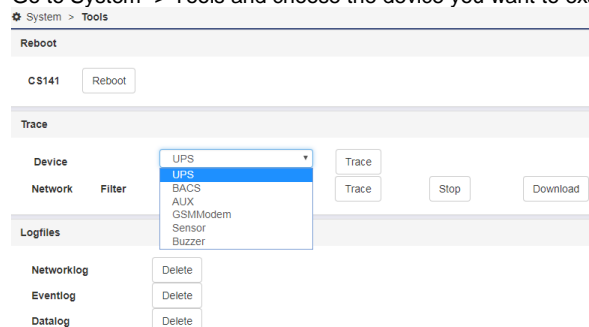 Go to System -> Tools and choose the device you want to
System > Tools
Reboot
CS141 Reboot
Trace
Device UPS Trace
UPS
Network Filter BACS Trace Stop Download
AUX
GSMModem
Sensor
Buzzer
Logfiles
Networklog Delete
Eventlog Delete
Datalog Delete